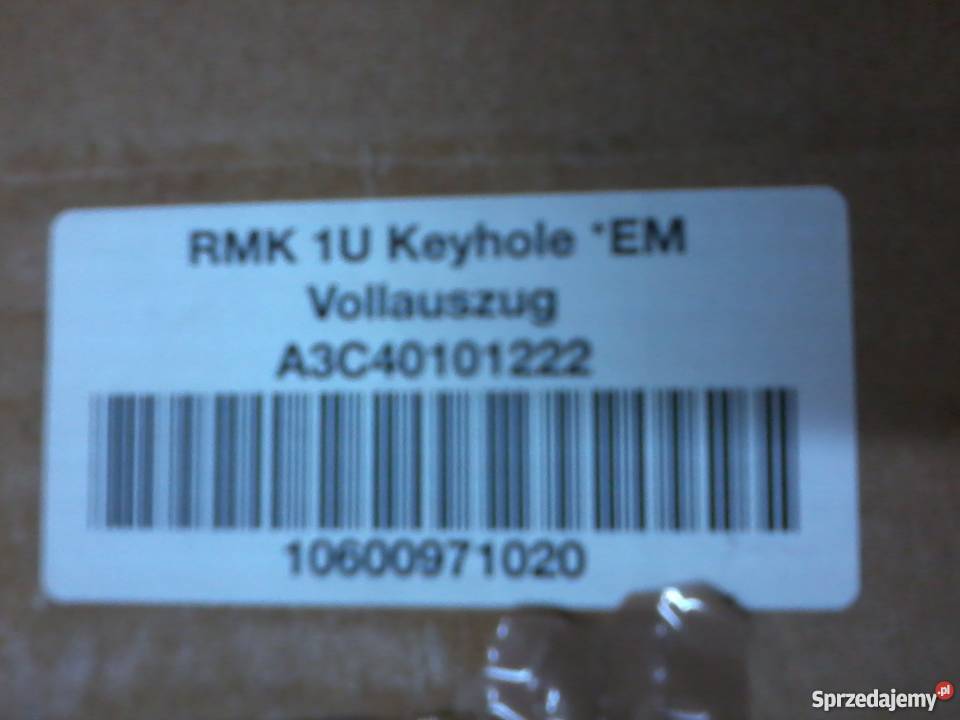 RMK 1U Keyhole *EM
Vollauszug
A3C40101222
10600971020
Sprzedajemy.pl